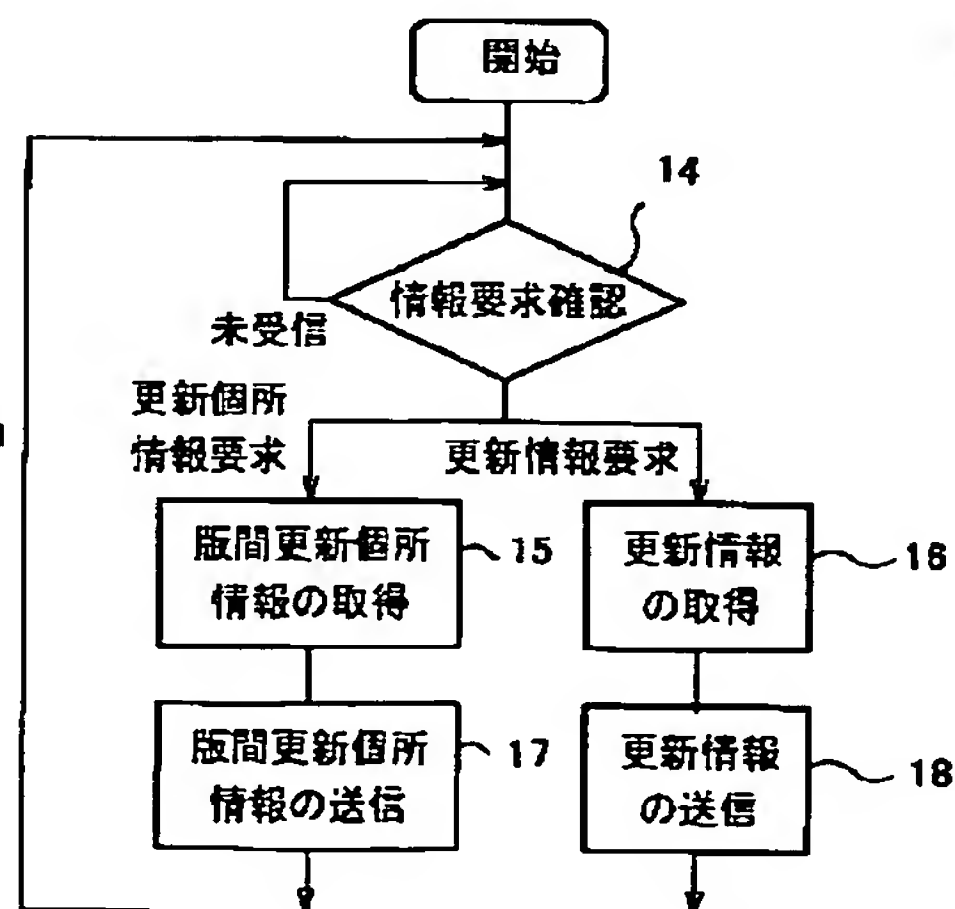 開始
14
情報要求確認
未受信
更新個所
情報要求
更新情報要求
版間更新個所
情報の取得
15
更新情報
の取得
16
版間更新個所
情報の送信
17
更新情報
の送信
18